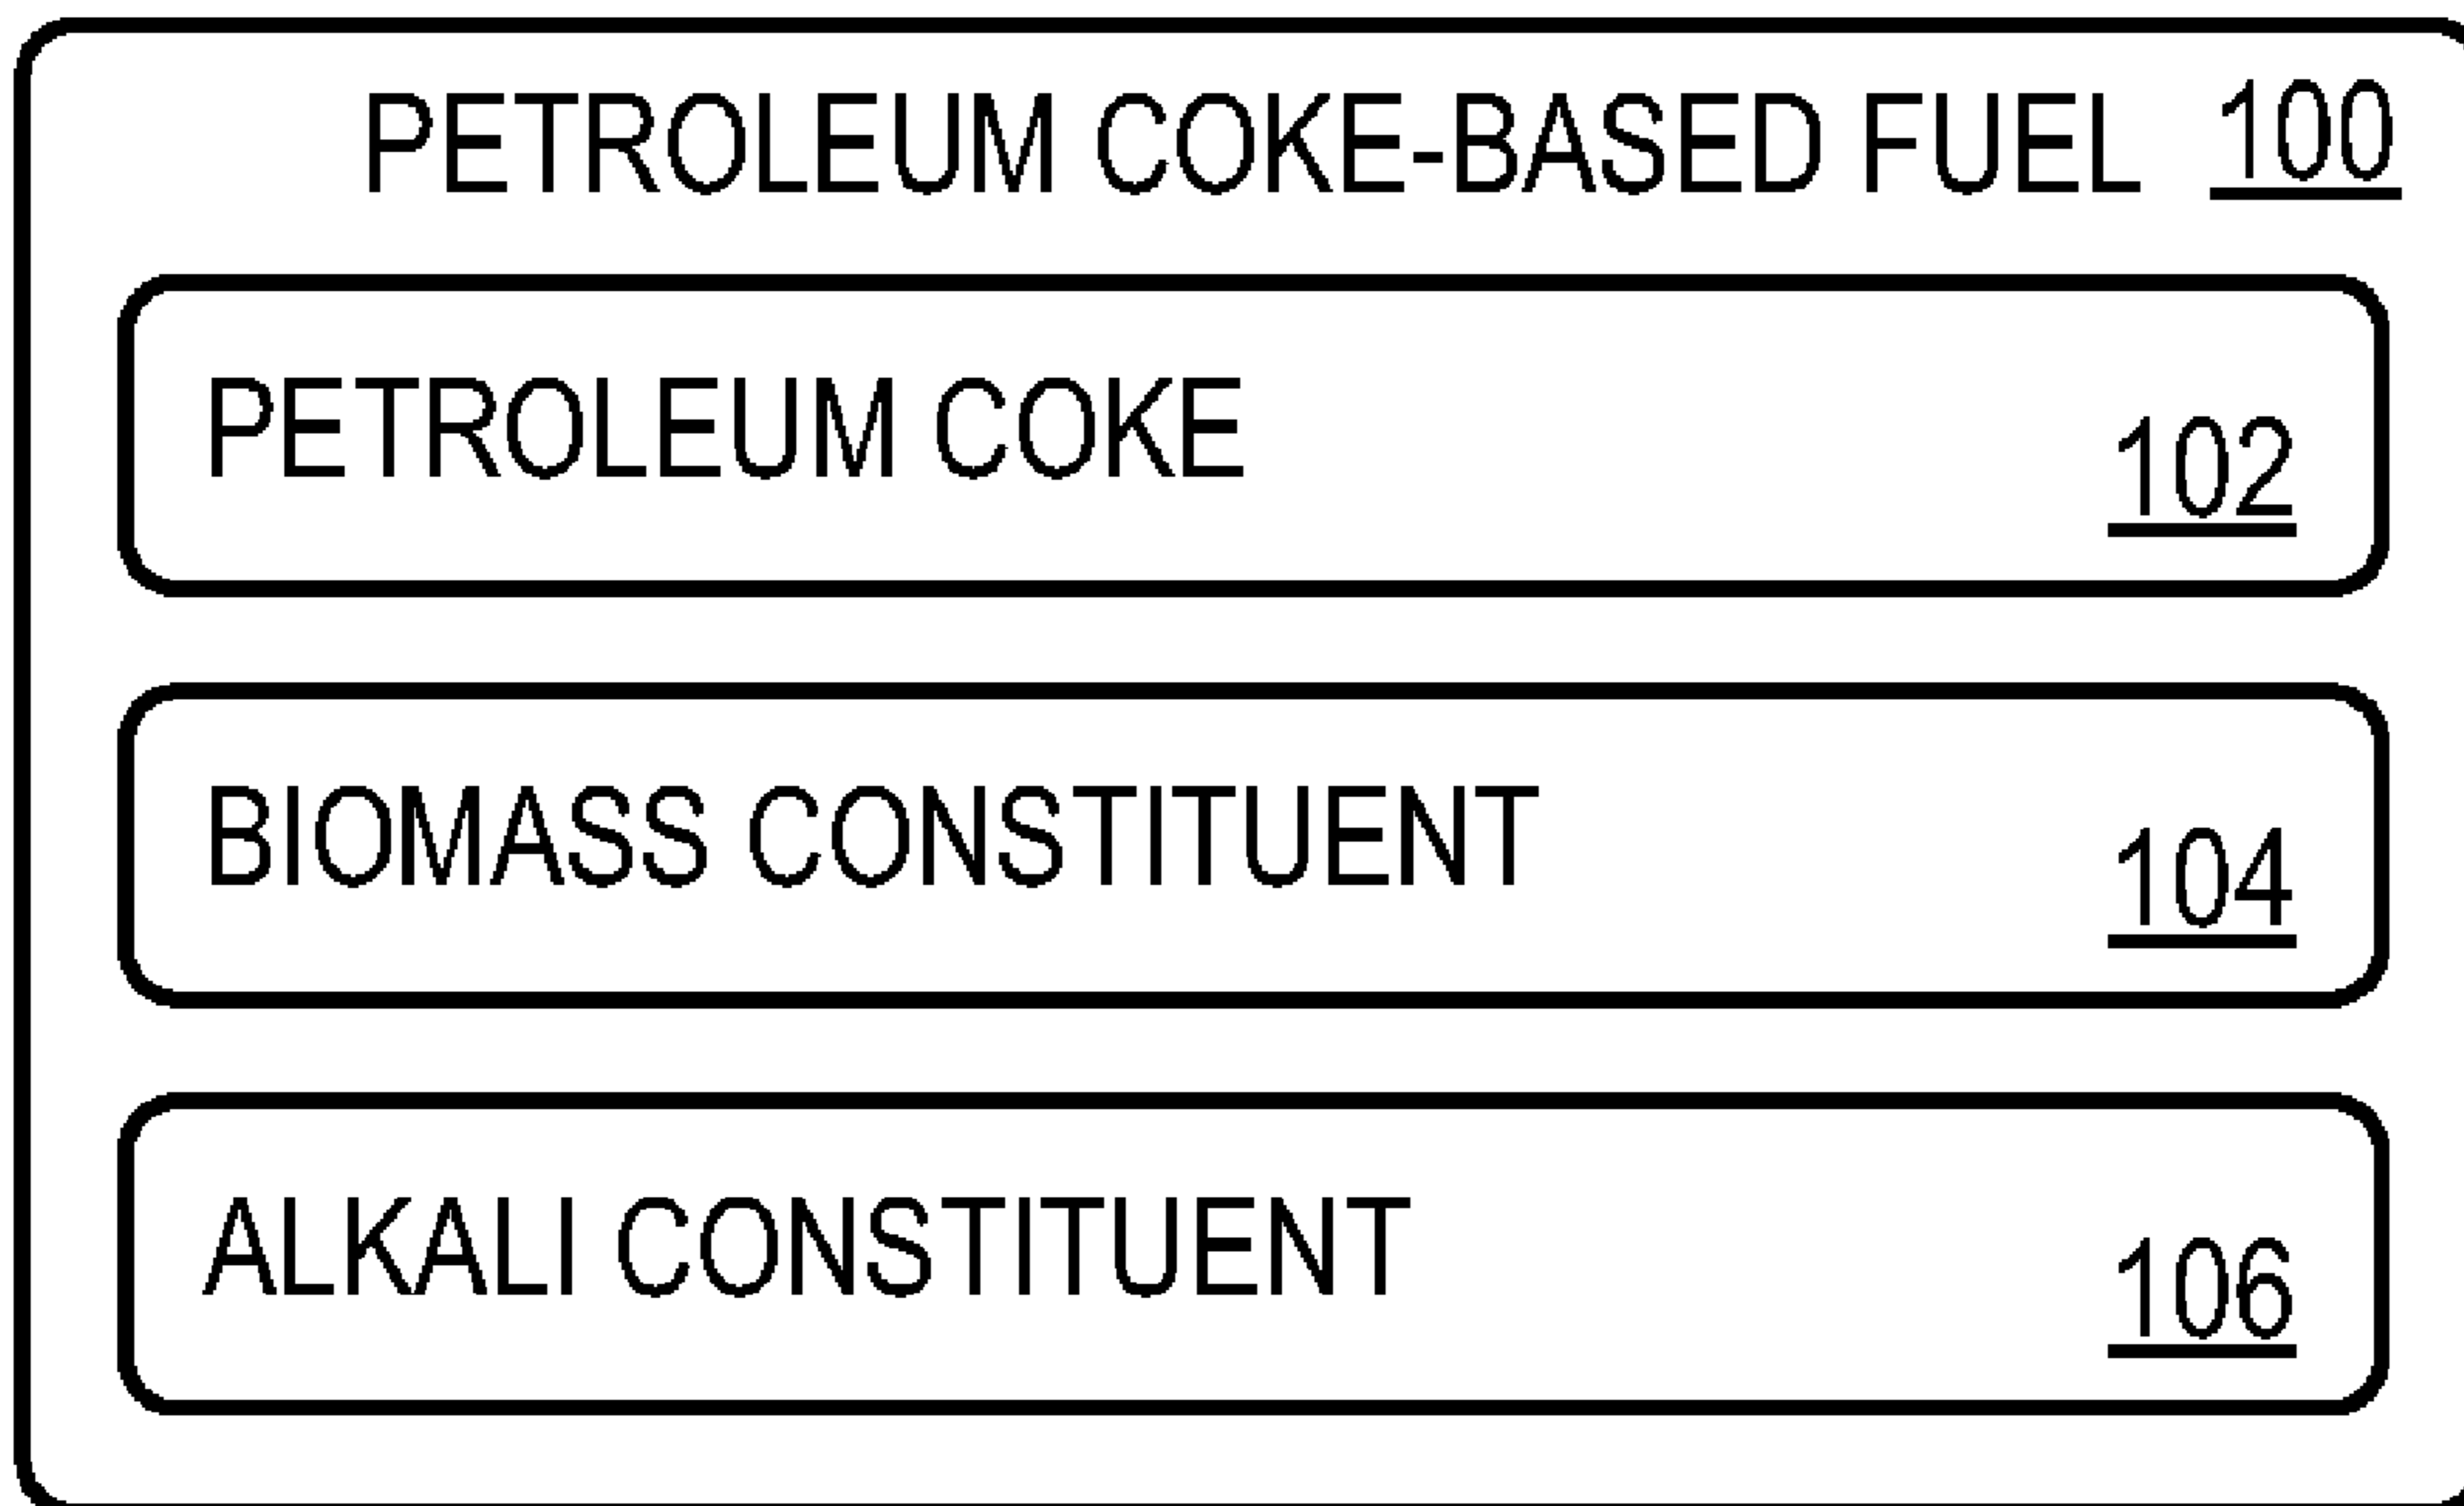 PETROLEUM COKE-BASED FUEL 100
PETROLEUM COKE 102
BIOMASS CONSTITUENT 104
ALKALI CONSTITUENT 106